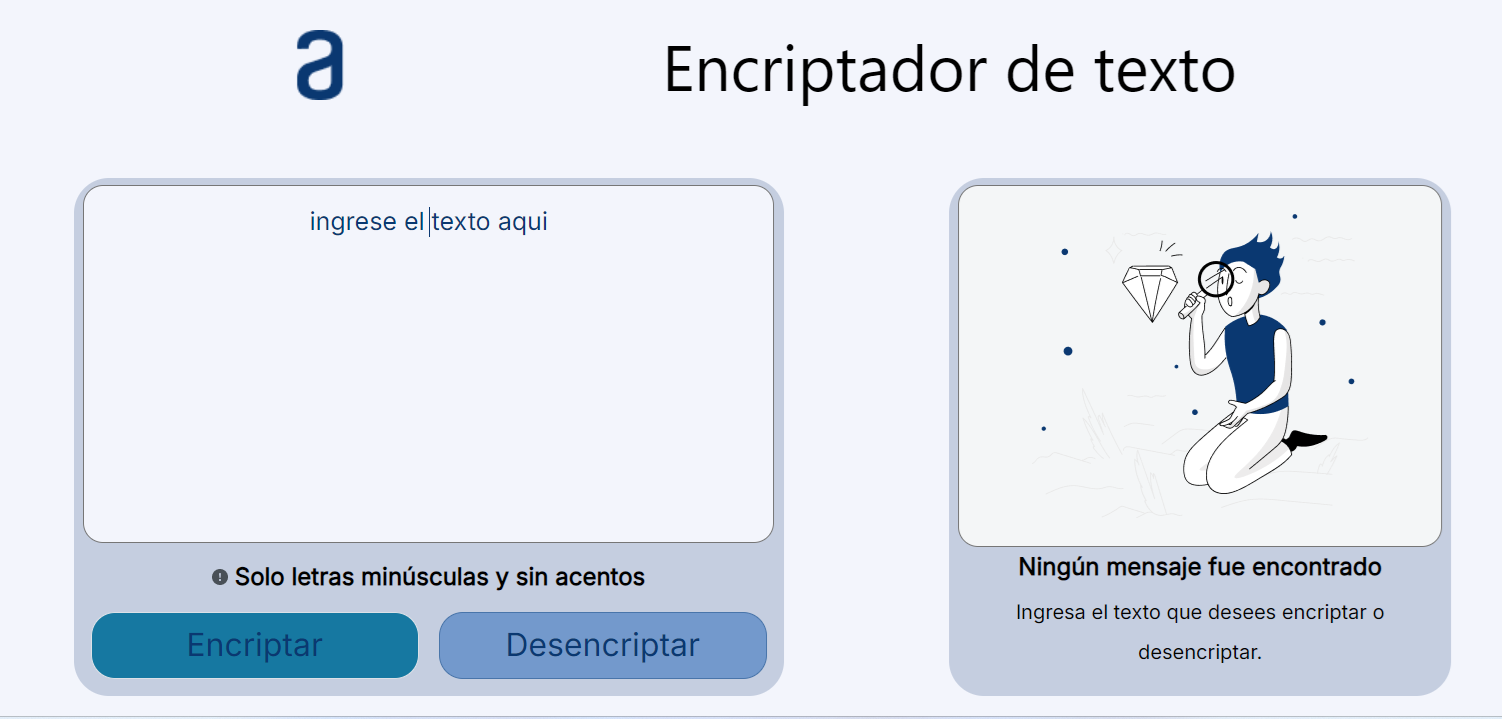 a
Encriptador de texto
ingrese el texto aqui
Solo letras minúsculas y sin acentos
Encriptar
Desencriptar
Ningún mensaje fue encontrado
Ingresa el texto que desees encriptar o
desencriptar.